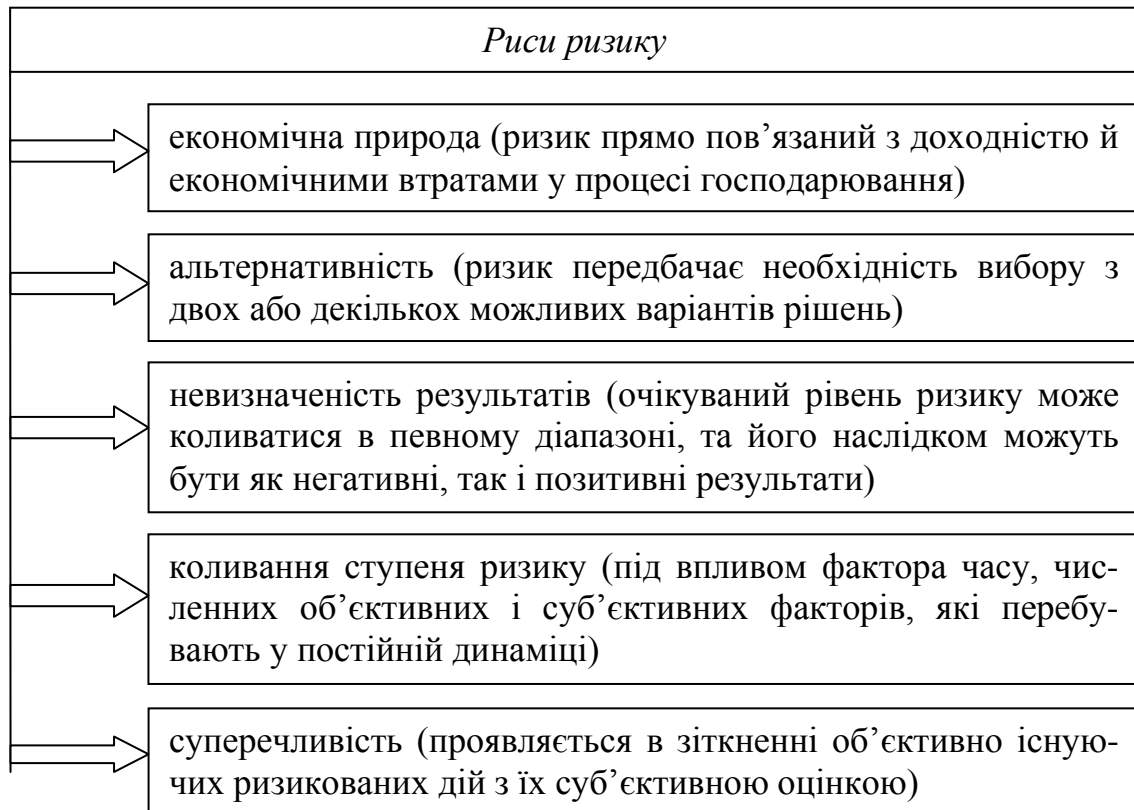 Риси ризику
економічна природа (ризик прямо пов’язаний з доходністю й
економічними втратами у процесі господарювання)
альтернативність (ризик передбачає необхідність вибору з
двох або декількох можливих варіантів рішень)
невизначеність результатів (очікуваний рівень ризику може
коливатися в певному діапазоні, та його наслідком можуть
бути як негативні, так і позитивні результати)
коливання ступеня ризику (під впливом фактора часу, чис-
ленних об’єктивних і суб’єктивних факторів, які перебу-
вають у постійній динаміці)
суперечливість (проявляється в зіткненні об’єктивно існую-
чих ризикованих дій з їх суб’єктивною оцінкою)